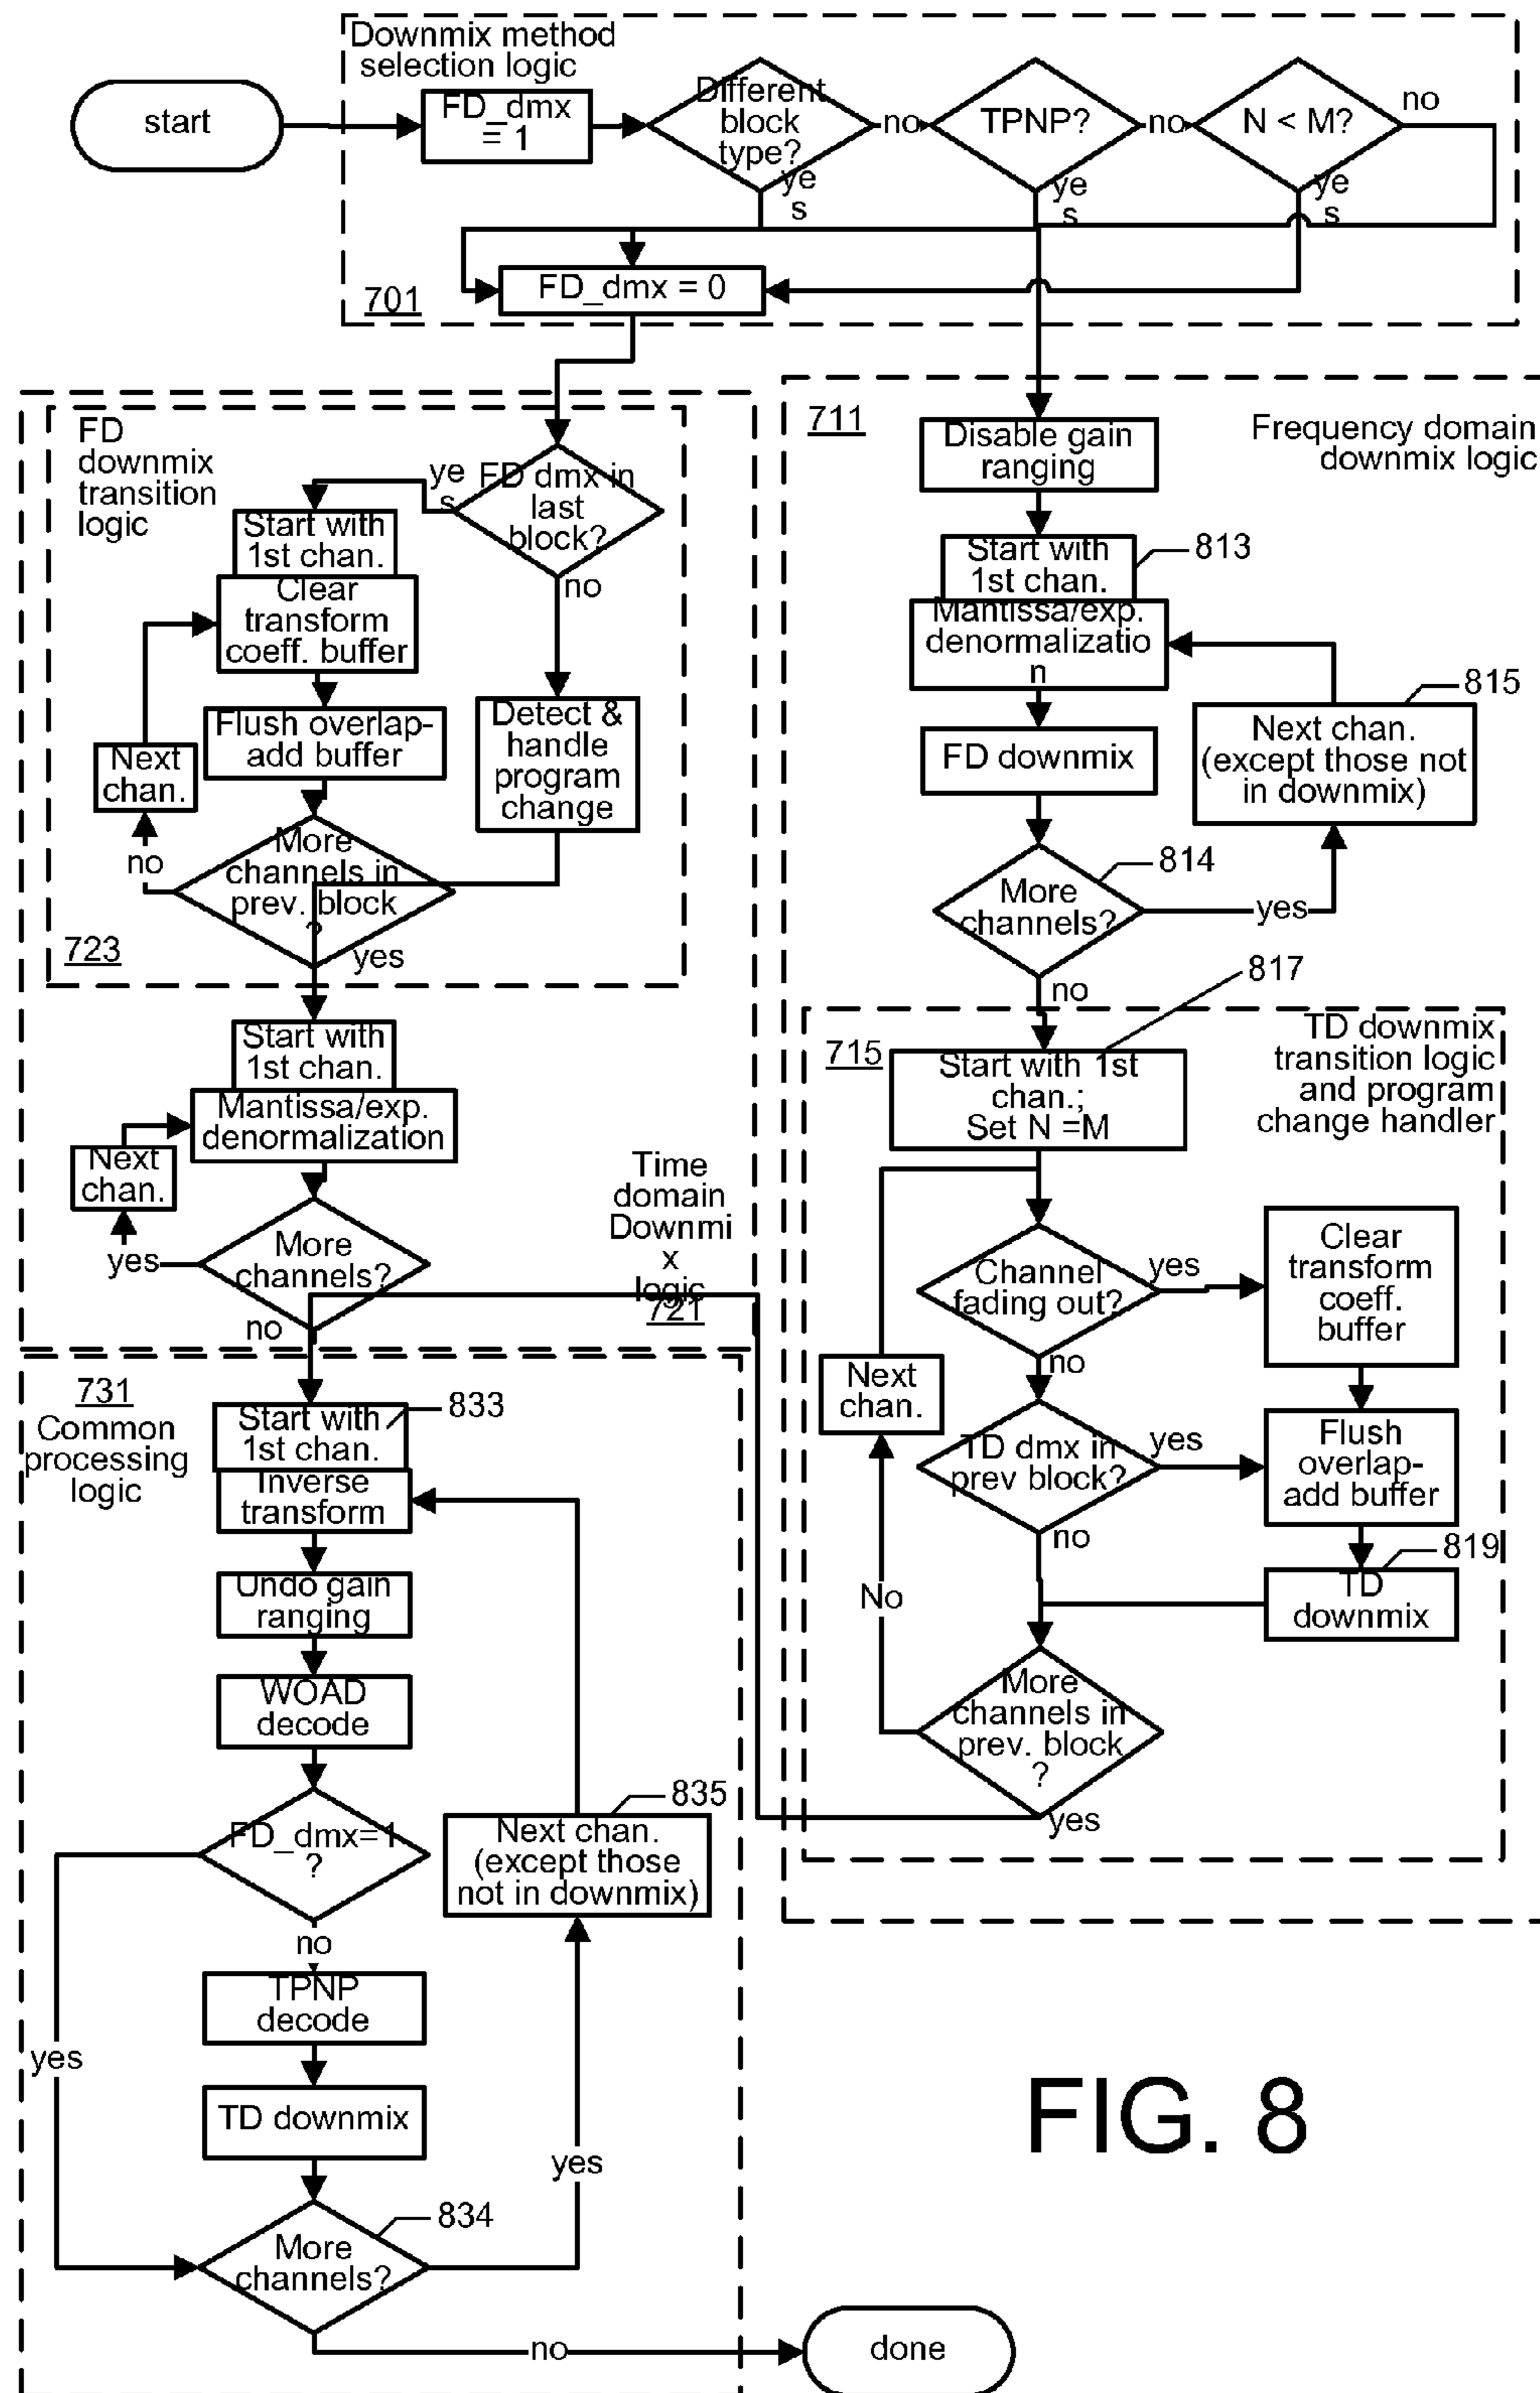 Downmix method
selection logic
start
FD_dmx
= 1
Different
block
type?
no
TPNP?
no
N < M?
no
ye
s
ye
s
ye
s
FD_dmx = 0
701
FD
downmix
transition
logic
ye
s
FD dmx in
last
block?
no
Start with
1st chan.
Clear
transform
coeff. buffer
Flush overlap-
add buffer
Next
chan.
Detect &
handle
program
change
no
More
channels in
prev. block
?
yes
723
Start with
1st chan.
Mantissa/exp.
denormalization
Next
chan.
yes
More
channels?
no
Time
domain
Downmi
x
logic
721
711
Frequency domain
downmix logic
Disable gain
ranging
Start with
1st chan.
813
Mantissa/exp.
denormalizatio
n
815
Next chan.
(except those not
in downmix)
FD downmix
814
More
channels?
yes
no
817
715
TD downmix
transition logic
and program
change handler
Start with 1st
chan.;
Set N =M
Channel
fading out?
yes
Clear
transform
coeff.
buffer
no
Next
chan.
TD dmx in
prev block?
yes
Flush
overlap-
add buffer
no
819
TD
downmix
No
More
channels in
prev. block
?
yes
731
Common
processing
logic
833
Start with
1st chan.
Inverse
transform
Undo gain
ranging
WOAD
decode
835
Next chan.
(except those
not in downmix)
FD_dmx=1
?
no
TPNP
decode
yes
TD downmix
yes
834
More
channels?
no
done
FIG. 8